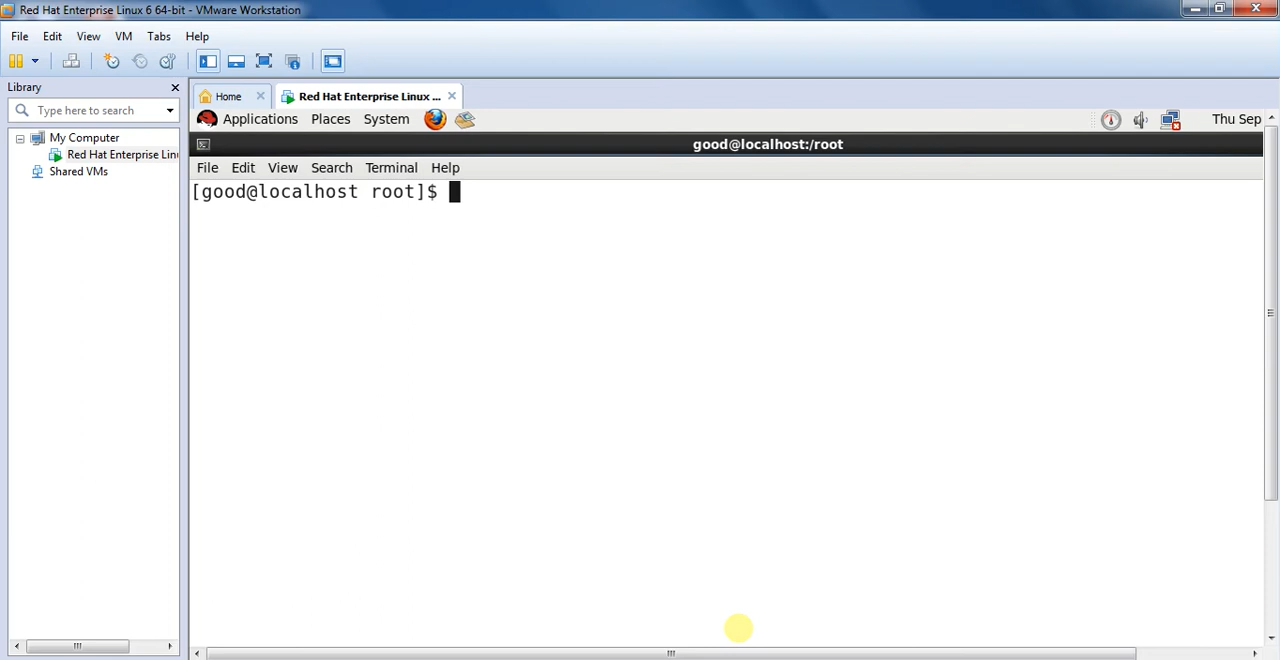 Red Hat Enterprise Linux 6 64-bit - VMware Workstation
File Edit View VM Tabs Help
Library
Type here to search
My Computer
Red Hat Enterprise Lin
Shared VMs
Home
Red Hat Enterprise Linux ...
Applications Places System
Thu Sep
good@localhost:/root
File Edit View Search Terminal Help
[good@localhost root]$